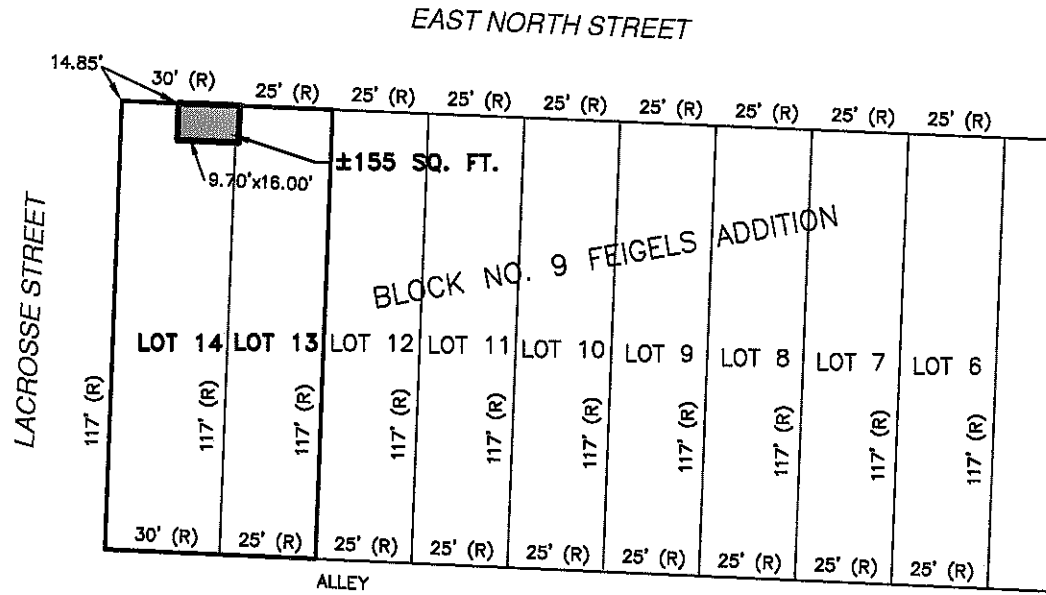 EAST NORTH STREET
14.85'
30' (R)
25' (R)
25' (R)
25' (R)
25' (R)
25' (R)
25' (R)
25' (R)
25' (R)
±155 SQ. FT.
9.70'x16.00'
LACROSSE STREET
BLOCK NO. 9 FEIGELS ADDITION
LOT 14
LOT 13
LOT 12
LOT 11
LOT 10
LOT 9
LOT 8
LOT 7
LOT 6
117' (R)
117' (R)
117' (R)
117' (R)
117' (R)
117' (R)
117' (R)
117' (R)
117' (R)
117' (R)
30' (R)
25' (R)
25' (R)
25' (R)
25' (R)
25' (R)
25' (R)
25' (R)
25' (R)
ALLEY